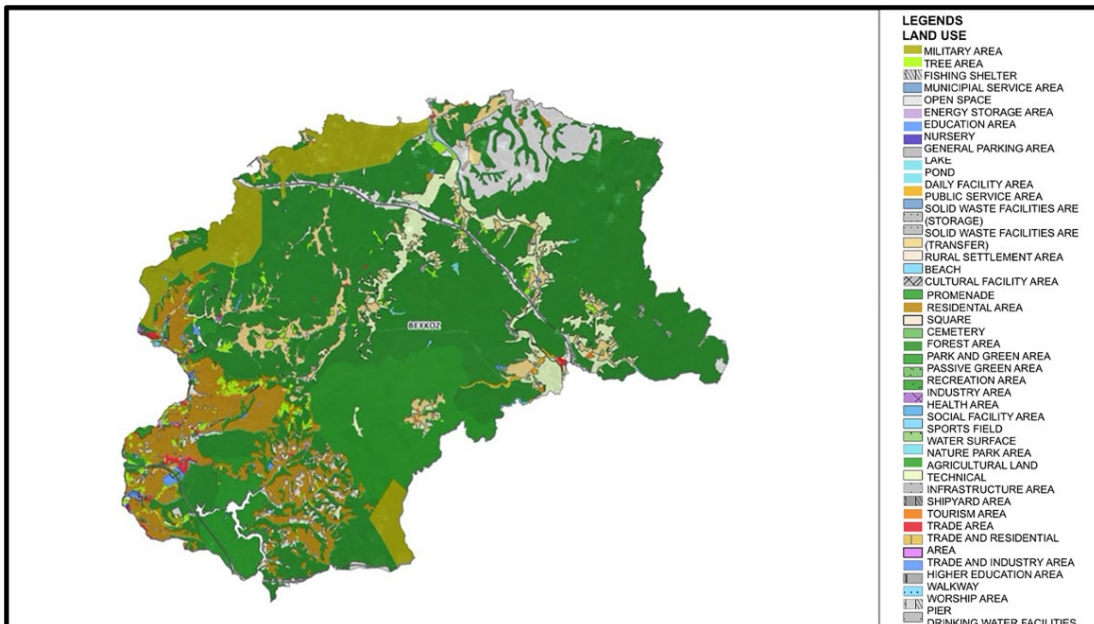 LEGENDS
LAND USE
MILITARY AREA
TREE AREA
FISHING SHELTER
MUNICIPIAL SERVICE AREA
OPEN SPACE
ENERGY STORAGE AREA
EDUCATION AREA
NURSERY
GENERAL PARKING AREA
LAKE
POND
DAILY FACILITY AREA
PUBLIC SERVICE AREA
SOLID WASTE FACILITIES ARE
(STORAGE)
SOLID WASTE FACILITIES ARE
(TRANSFER)
RURAL SETTLEMENT AREA
BEACH
CULTURAL FACILITY AREA
PROMENADE
RESIDENTAL AREA
SQUARE
CEMETERY
FOREST AREA
PARK AND GREEN AREA
PASSIVE GREEN AREA
RECREATION AREA
INDUSTRY AREA
HEALTH AREA
SOCIAL FACILITY AREA
SPORTS FIELD
WATER SURFACE
NATURE PARK AREA
AGRICULTURAL LAND
TECHNICAL
INFRASTRUCTURE AREA
SHIPYARD AREA
TOURISM AREA
TRADE AREA
TRADE AND RESIDENTIAL
AREA
TRADE AND INDUSTRY AREA
HIGHER EDUCATION AREA
WALKWAY
WORSHIP AREA
PIER
DRINKING WATER FACILITIES
BEYKOZ